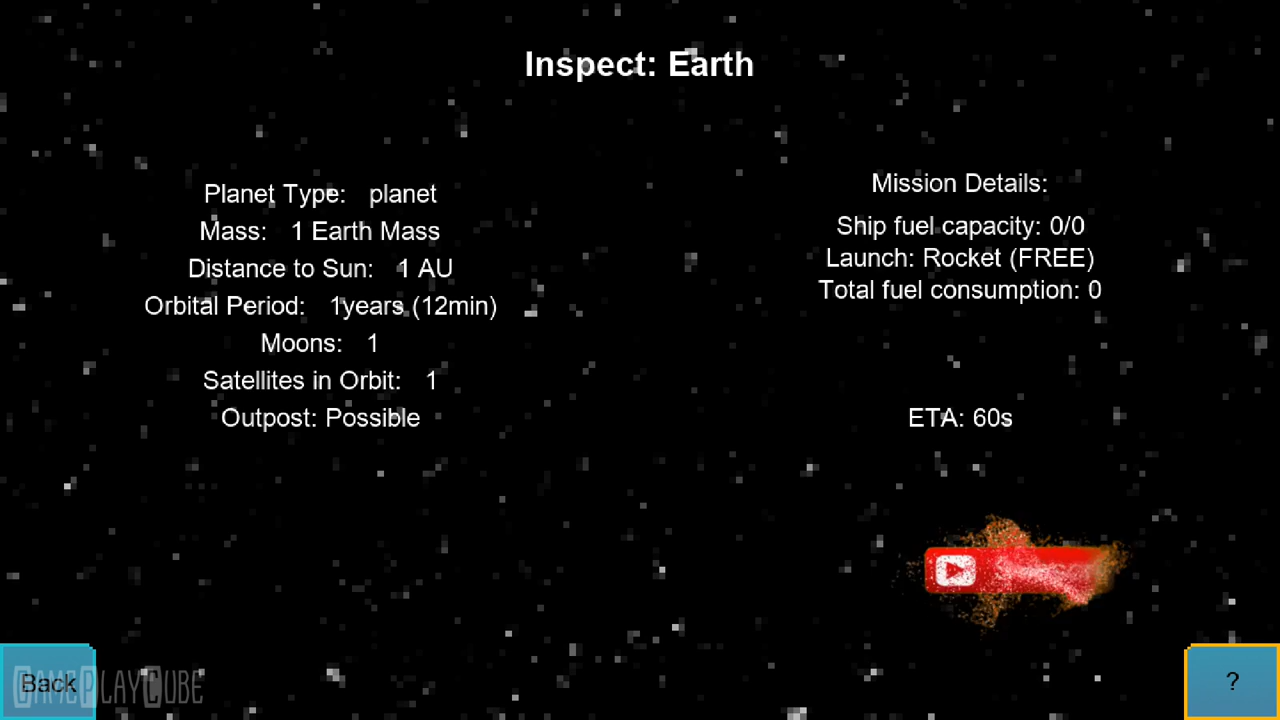 Inspect: Earth
Planet Type: planet
Mass: 1 Earth Mass
Distance to Sun: 1 AU
Orbital Period: 1years (12min)
Moons: 1
Satellites in Orbit: 1
Outpost: Possible
Mission Details:
Ship fuel capacity: 0/0
Launch: Rocket (FREE)
Total fuel consumption: 0
ETA: 60s
Back
GAMEPLAYCUBE
?